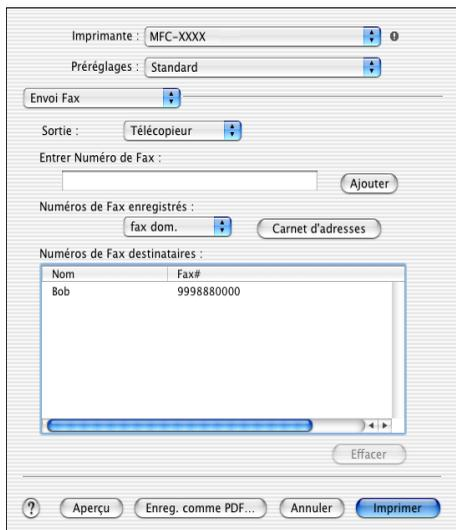 Imprimante : MFC-XXXX
Préréglages : Standard
Envoi Fax
Sortie : Télécopieur
Entrer Numéro de Fax :
Ajouter
Numéros de Fax enregistrés :
fax dom. Carnet d'adresses
Numéros de Fax destinataires :
Nom Fax#
Bob 9998880000
Effacer
? Aperçu Enreg. comme PDF... Annuler Imprimer